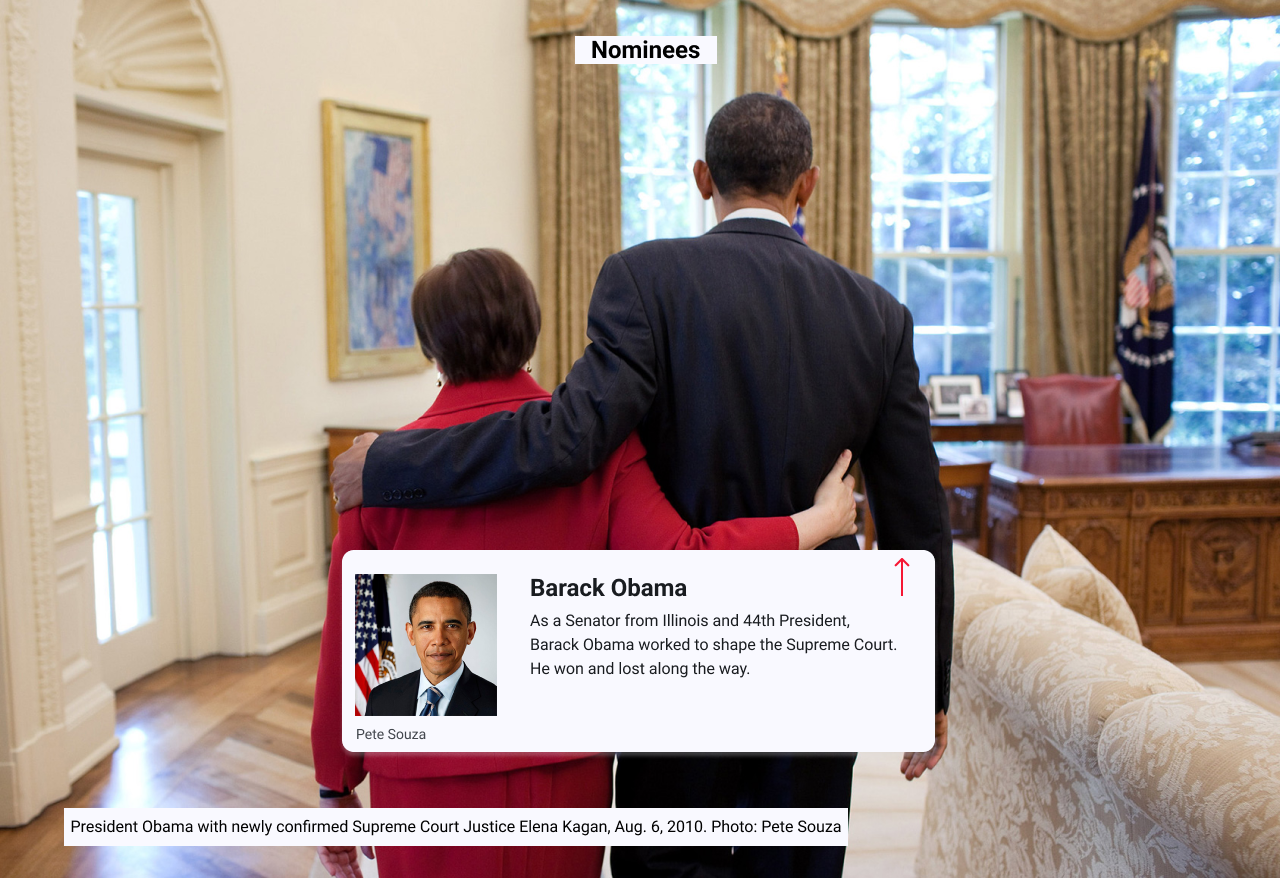 Nominees
Barack Obama
As a Senator from Illinois and 44th President,
Barack Obama worked to shape the Supreme Court.
He won and lost along the way.
Pete Souza
President Obama with newly confirmed Supreme Court Justice Elena Kagan, Aug. 6, 2010. Photo: Pete Souza